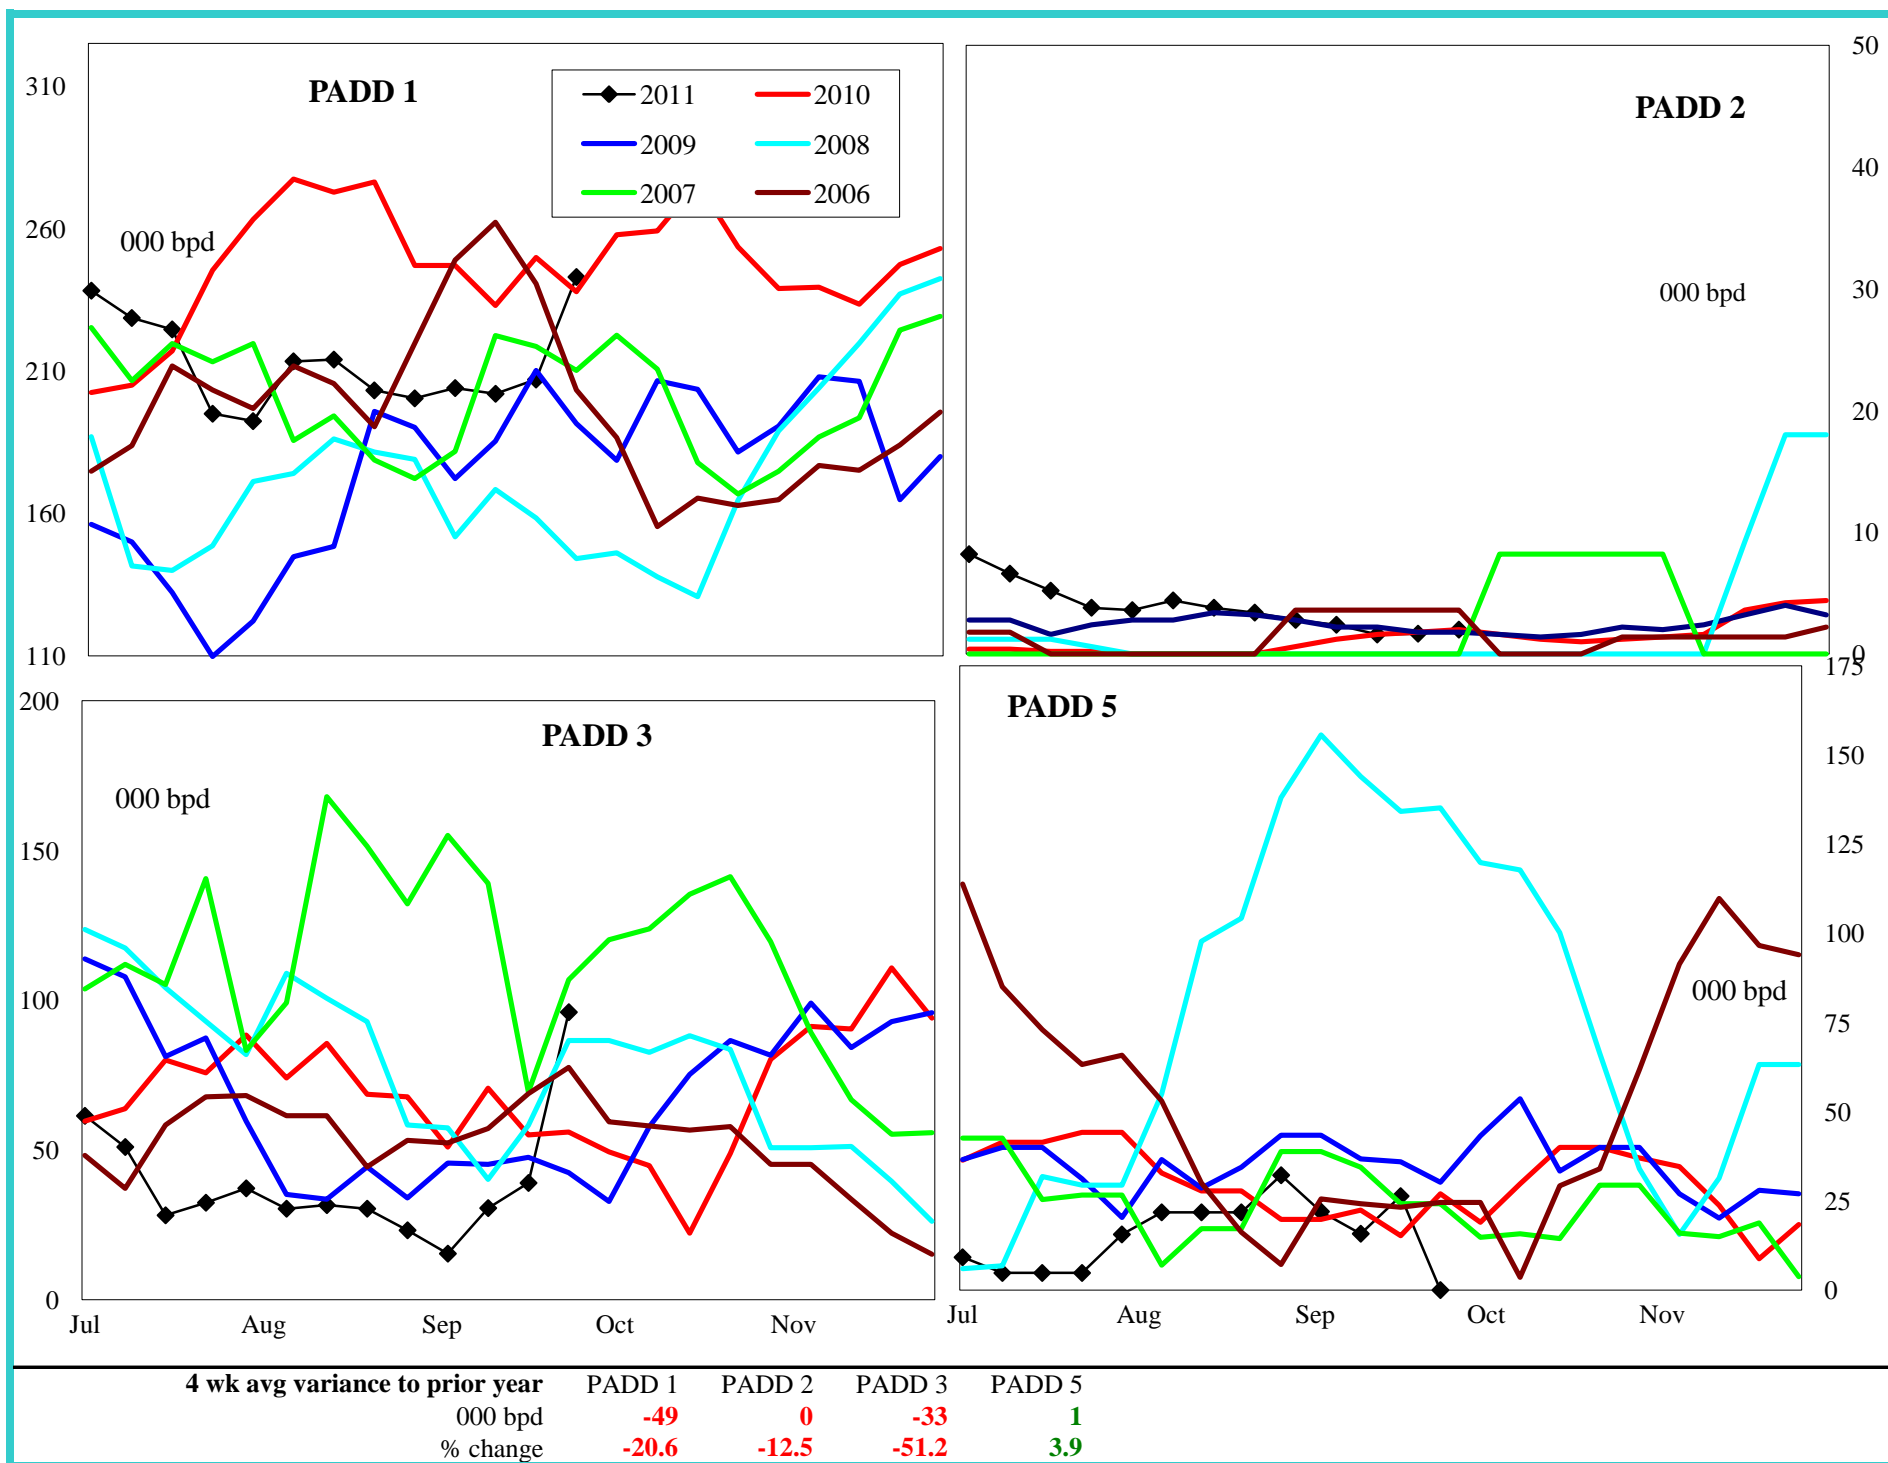 PADD 1
000 bpd
2011 2010
2009 2008
2007 2006
310
260
210
160
110
PADD 2
000 bpd
50
40
30
20
10
0
PADD 3
000 bpd
200
150
100
50
0
Jul Aug Sep Oct Nov
PADD 5
000 bpd
175
150
125
100
75
50
25
0
Jul Aug Sep Oct Nov
4 wk avg variance to prior year PADD 1 PADD 2 PADD 3 PADD 5
000 bpd -49 0 -33 1
% change -20.6 -12.5 -51.2 3.9